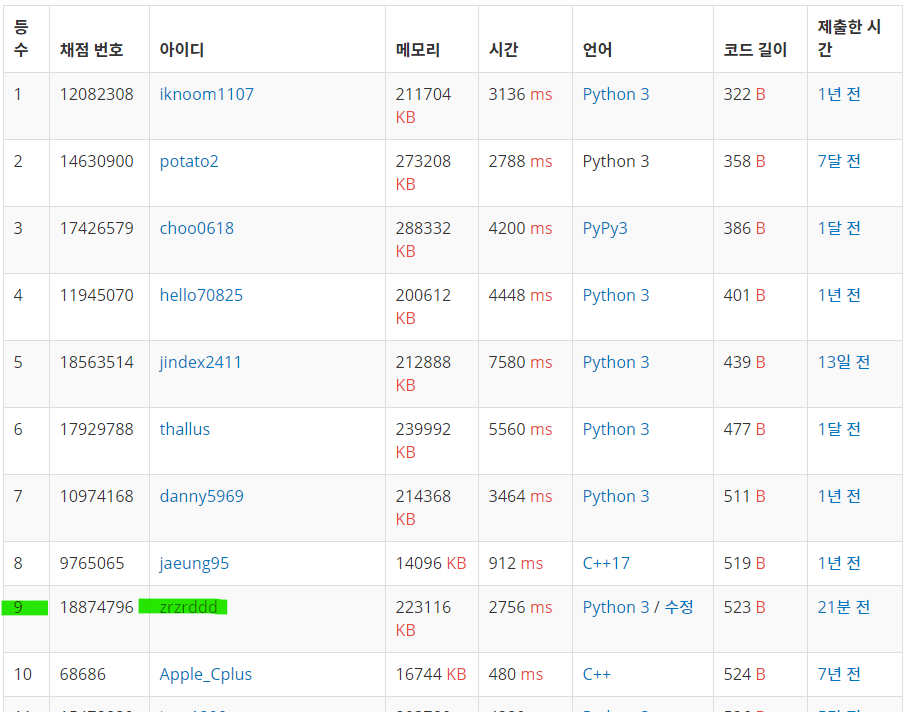 등수 채점 번호 아이디 메모리 시간 언어 코드 길이 제출한 시간
1 12082308 iknoom1107 211704 KB 3136 ms Python 3 322 B 1년 전
2 14630900 potato2 273208 KB 2788 ms Python 3 358 B 7달 전
3 17426579 choo0618 288332 KB 4200 ms PyPy3 386 B 1달 전
4 11945070 hello70825 200612 KB 4448 ms Python 3 401 B 1년 전
5 18563514 jindex2411 212888 KB 7580 ms Python 3 439 B 13일 전
6 17929788 thallus 239992 KB 5560 ms Python 3 477 B 1달 전
7 10974168 danny5969 214368 KB 3464 ms Python 3 511 B 1년 전
8 9765065 jaeung95 14096 KB 912 ms C++17 519 B 1년 전
9 18874796 zrzrddd 223116 KB 2756 ms Python 3 / 수정 523 B 21분 전
10 68686 Apple_Cplus 16744 KB 480 ms C++ 524 B 7년 전